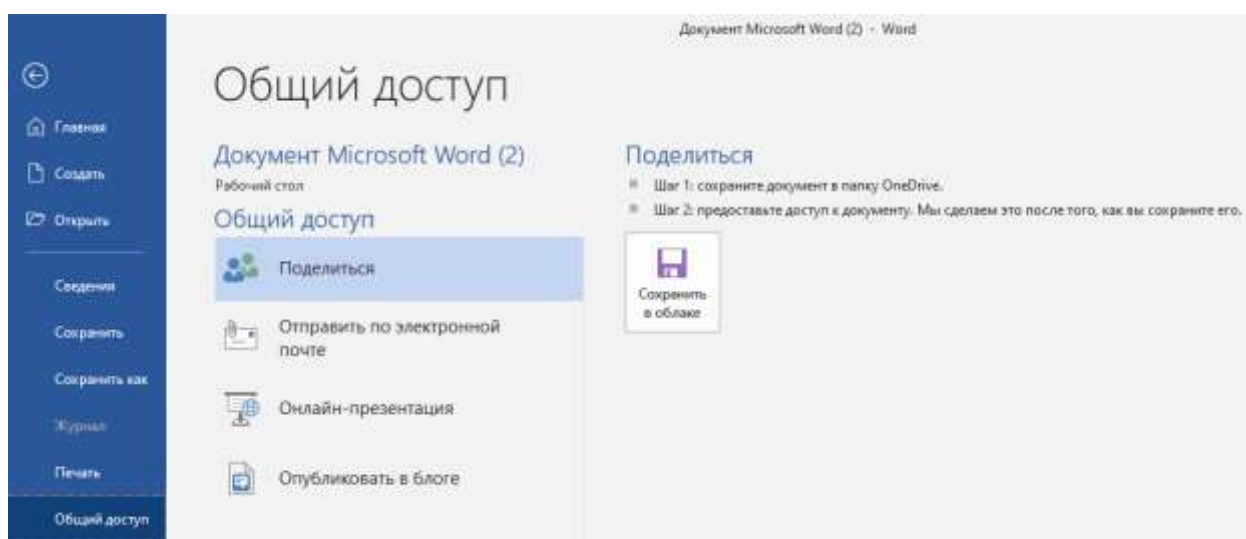 Документ Microsoft Word (2) - Word
Общий доступ
Главная
Создать
Открыть
Сведения
Сохранить
Сохранить как
Журнал
Печать
Общий доступ
Документ Microsoft Word (2)
Рабочий стол
Общий доступ
Поделиться
Отправить по электронной
почте
Онлайн-презентация
Опубликовать в блоге
Поделиться
Шаг 1: сохраните документ в папку OneDrive.
Шаг 2: предоставьте доступ к документу. Мы сделаем это после того, как вы сохраните его.
Сохранить
в облаке